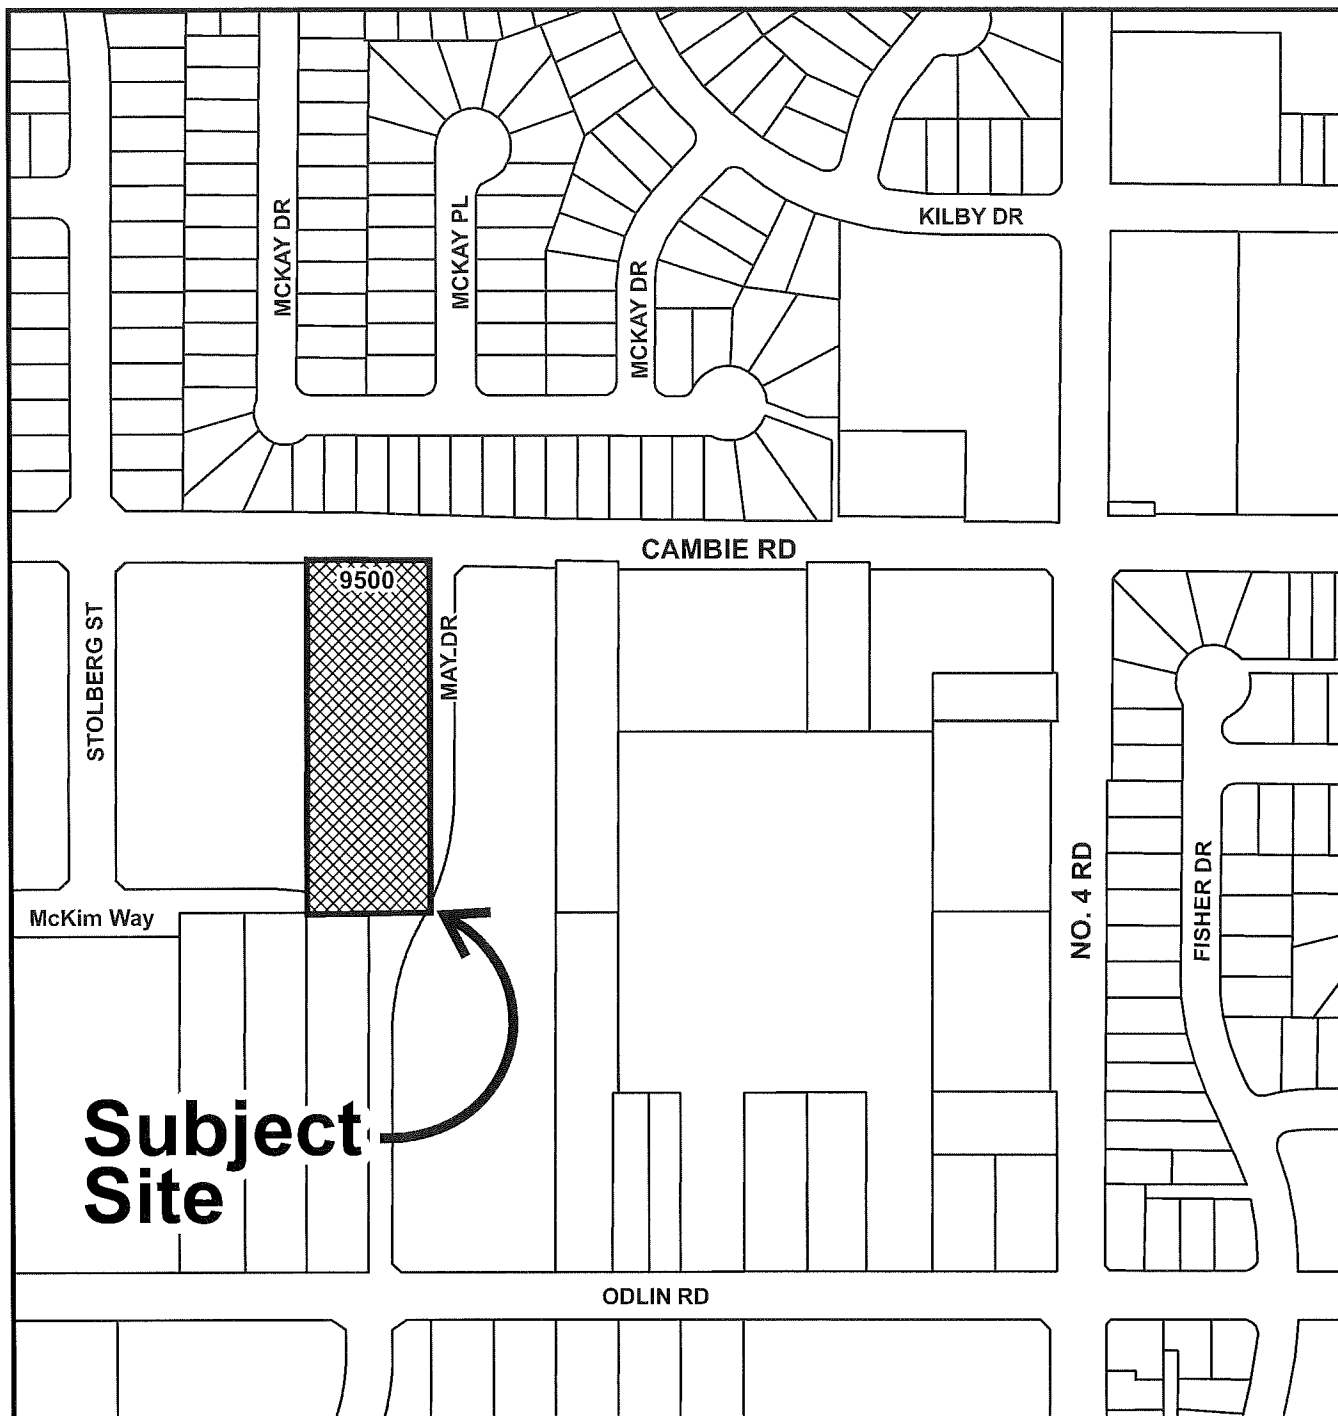 MCKAY DR
MCKAY PL
MCKAY DR
KILBY DR
CAMBIE RD
9500
STOLBERG ST
MAY DR
McKim Way
NO. 4 RD
FISHER DR
Subject
Site
ODLIN RD